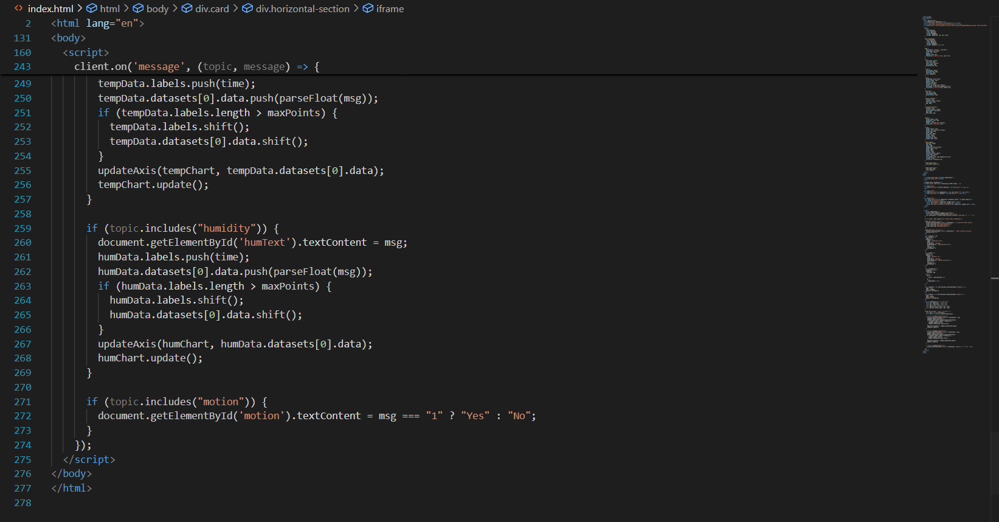 <> index.html > html > body > div.card > div.horizontal-section > iframe
2 <html lang="en">
131 <body>
160 <script>
243 client.on('message', (topic, message) => {
249 tempData.labels.push(time);
250 tempData.datasets[0].data.push(parseFloat(msg));
251 if (tempData.labels.length > maxPoints) {
252 tempData.labels.shift();
253 tempData.datasets[0].data.shift();
254 }
255 updateAxis(tempChart, tempData.datasets[0].data);
256 tempChart.update();
257 }
258
259 if (topic.includes("humidity")) {
260 document.getElementById('humText').textContent = msg;
261 humData.labels.push(time);
262 humData.datasets[0].data.push(parseFloat(msg));
263 if (humData.labels.length > maxPoints) {
264 humData.labels.shift();
265 humData.datasets[0].data.shift();
266 }
267 updateAxis(humChart, humData.datasets[0].data);
268 humChart.update();
269 }
270
271 if (topic.includes("motion")) {
272 document.getElementById('motion').textContent = msg === "1" ? "Yes" : "No";
273 }
274 });
275 </script>
276 </body>
277 </html>
278